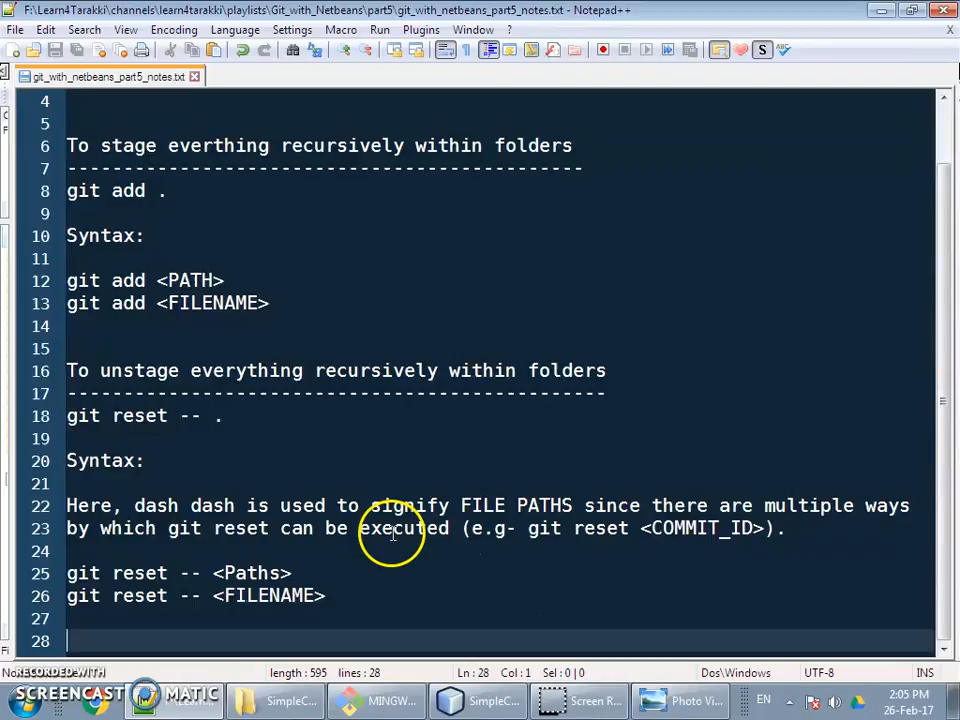 F:\Learn4Tarakki\channels\learn4tarakki\playlists\Git_with_Netbeans\part5\git_with_netbeans_part5_notes.txt - Notepad++
File Edit Search View Encoding Language Settings Macro Run Plugins Window ? X
git_with_netbeans_part5_notes.txt
4
5
6 To stage everthing recursively within folders
7 ----------------------------------------------
8 git add .
9
10 Syntax:
11
12 git add <PATH>
13 git add <FILENAME>
14
15
16 To unstage everything recursively within folders
17 ------------------------------------------------
18 git reset -- .
19
20 Syntax:
21
22 Here, dash dash is used to signify FILE PATHS since there are multiple ways
23 by which git reset can be executed (e.g- git reset <COMMIT_ID>).
24
25 git reset -- <Paths>
26 git reset -- <FILENAME>
27
28
length : 595 lines : 28 Ln : 28 Col : 1 Sel : 0 | 0 Dos\Windows UTF-8 INS
RECORDED WITH
SCREENCAST MATIC
SimpleC... MINGW... SimpleC... Screen R... Photo Vi... EN 2:05 PM
26-Feb-17